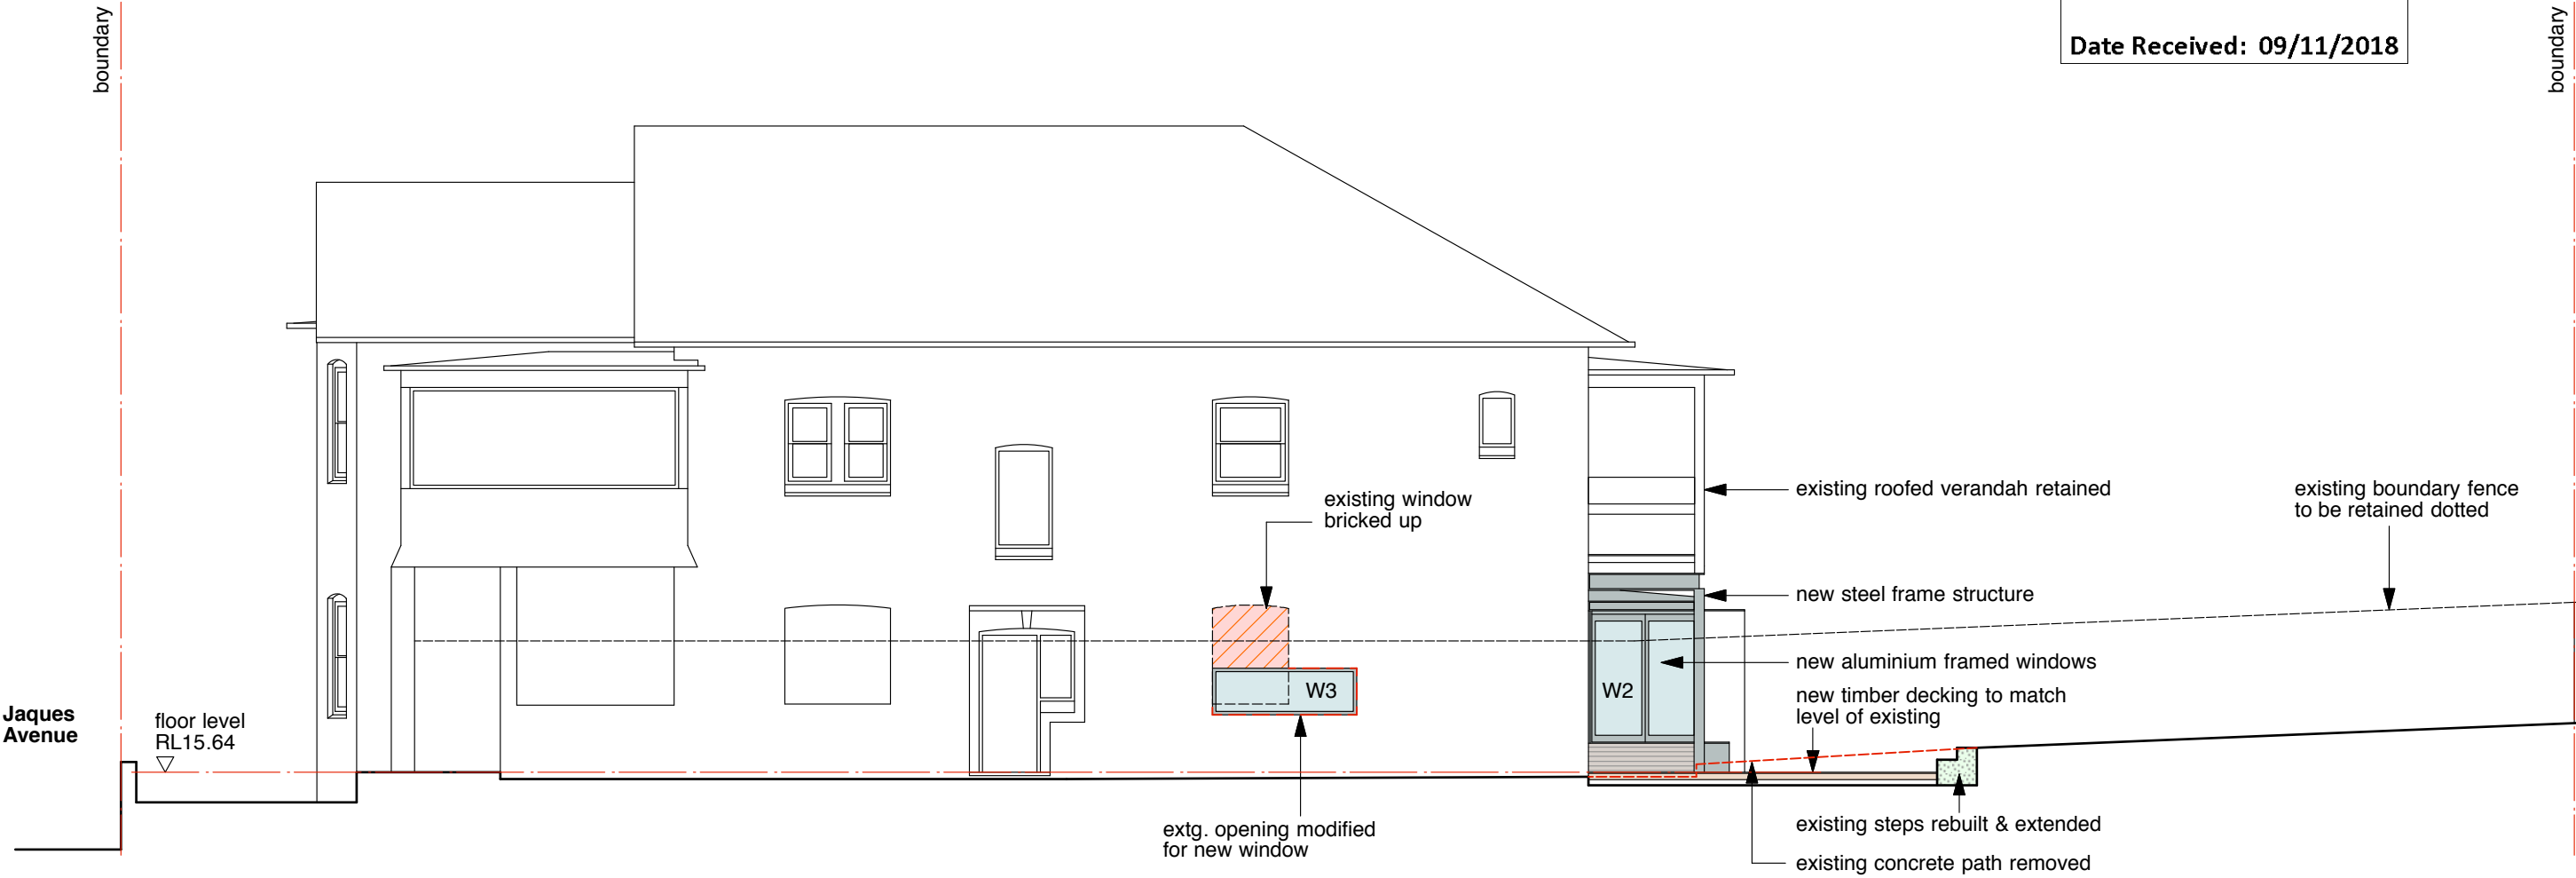 boundary
Date Received: 09/11/2018
boundary
existing window
bricked up
existing roofed verandah retained
existing boundary fence
to be retained dotted
new steel frame structure
new aluminium framed windows
W3
W2
new timber decking to match
level of existing
Jaques
Avenue
floor level
RL15.64
extg. opening modified
for new window
existing steps rebuilt & extended
existing concrete path removed